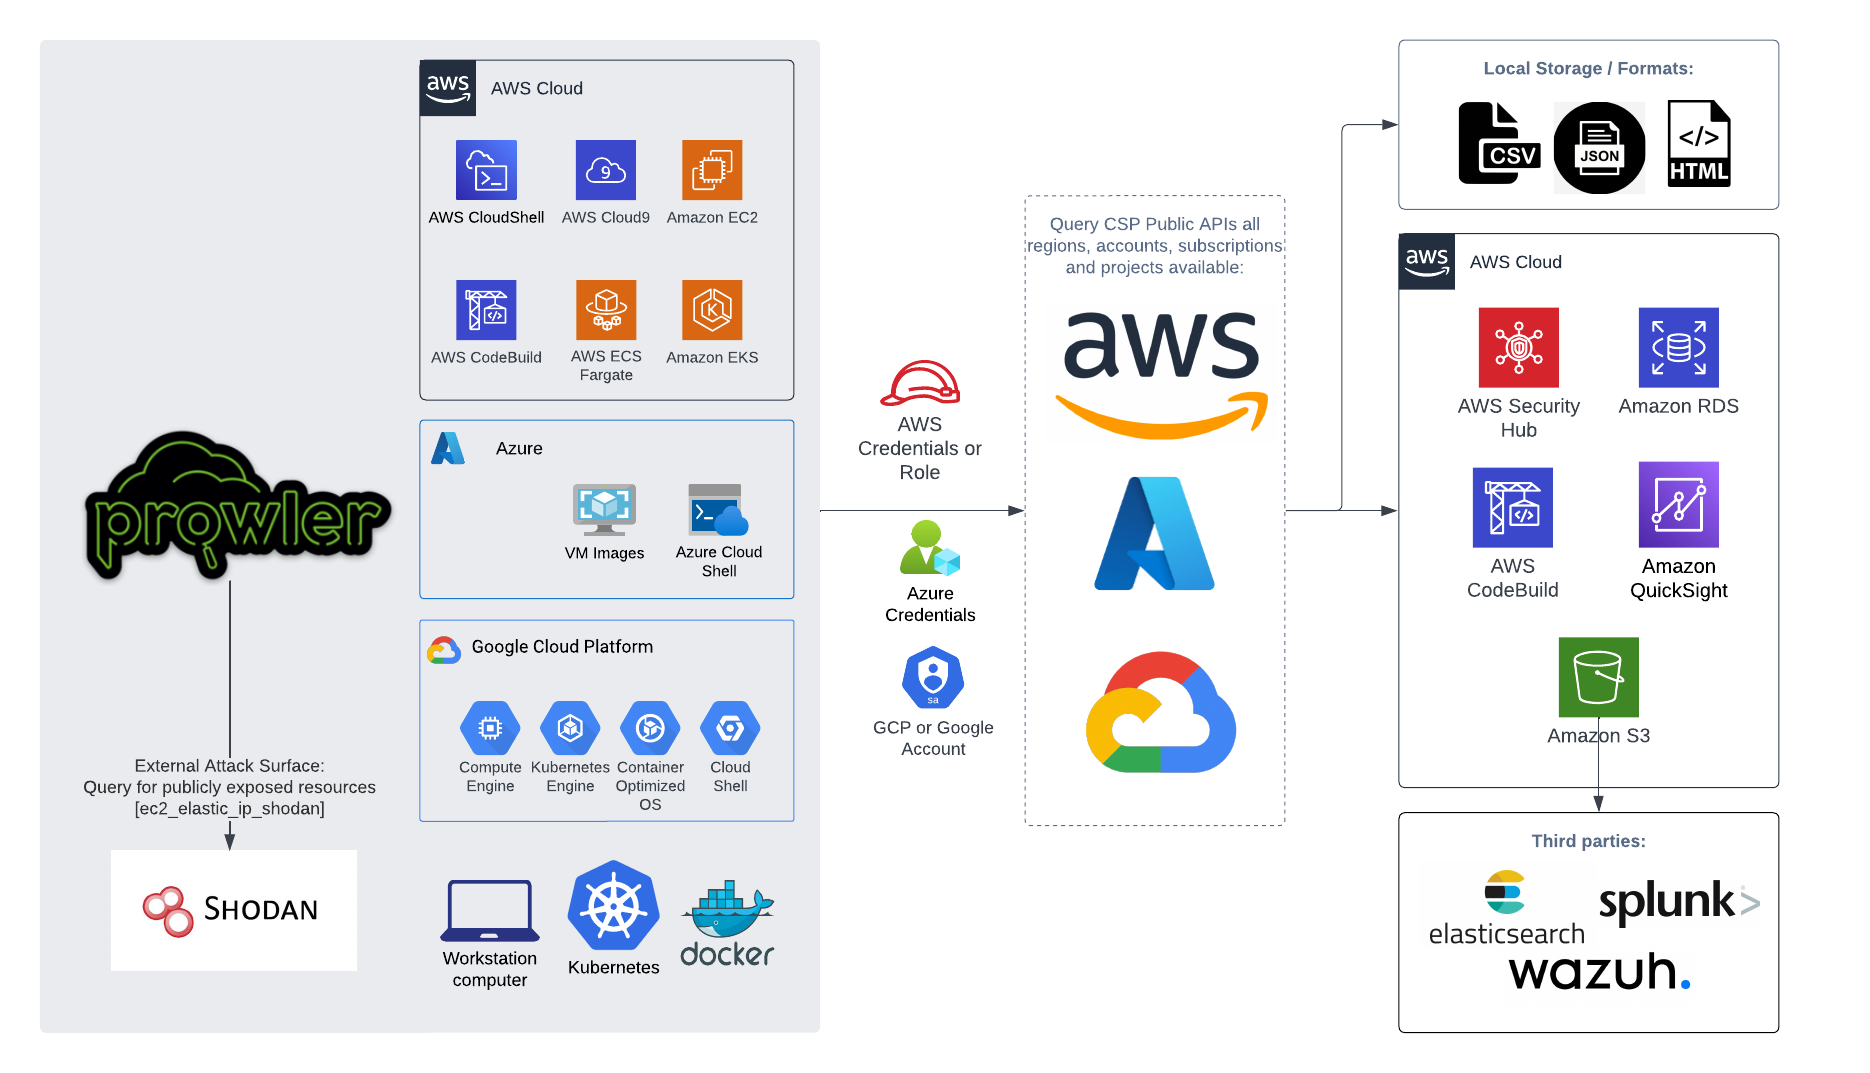 prowler
External Attack Surface:
Query for publicly exposed resources
[ec2_elastic_ip_shodan]
SHODAN
aws
AWS Cloud
9
AWS CloudShell
AWS Cloud9
Amazon EC2
K
AWS CodeBuild
AWS ECS
Fargate
Amazon EKS
Azure
VM Images
Azure Cloud
Shell
Google Cloud Platform
Compute
Engine
Kubernetes
Engine
Container
Optimized
OS
Cloud
Shell
Workstation
computer
Kubernetes
docker
AWS
Credentials or
Role
Azure
Credentials
sa
GCP or Google
Account
Query CSP Public APIs all
regions, accounts, subscriptions
and projects available:
aws
Local Storage / Formats:
CSV
JSON
</>
HTML
aws
AWS Cloud
AWS Security
Hub
Amazon RDS
</>
AWS
CodeBuild
Amazon
QuickSight
Amazon S3
Third parties:
elasticsearch
splunk>
wazuh.